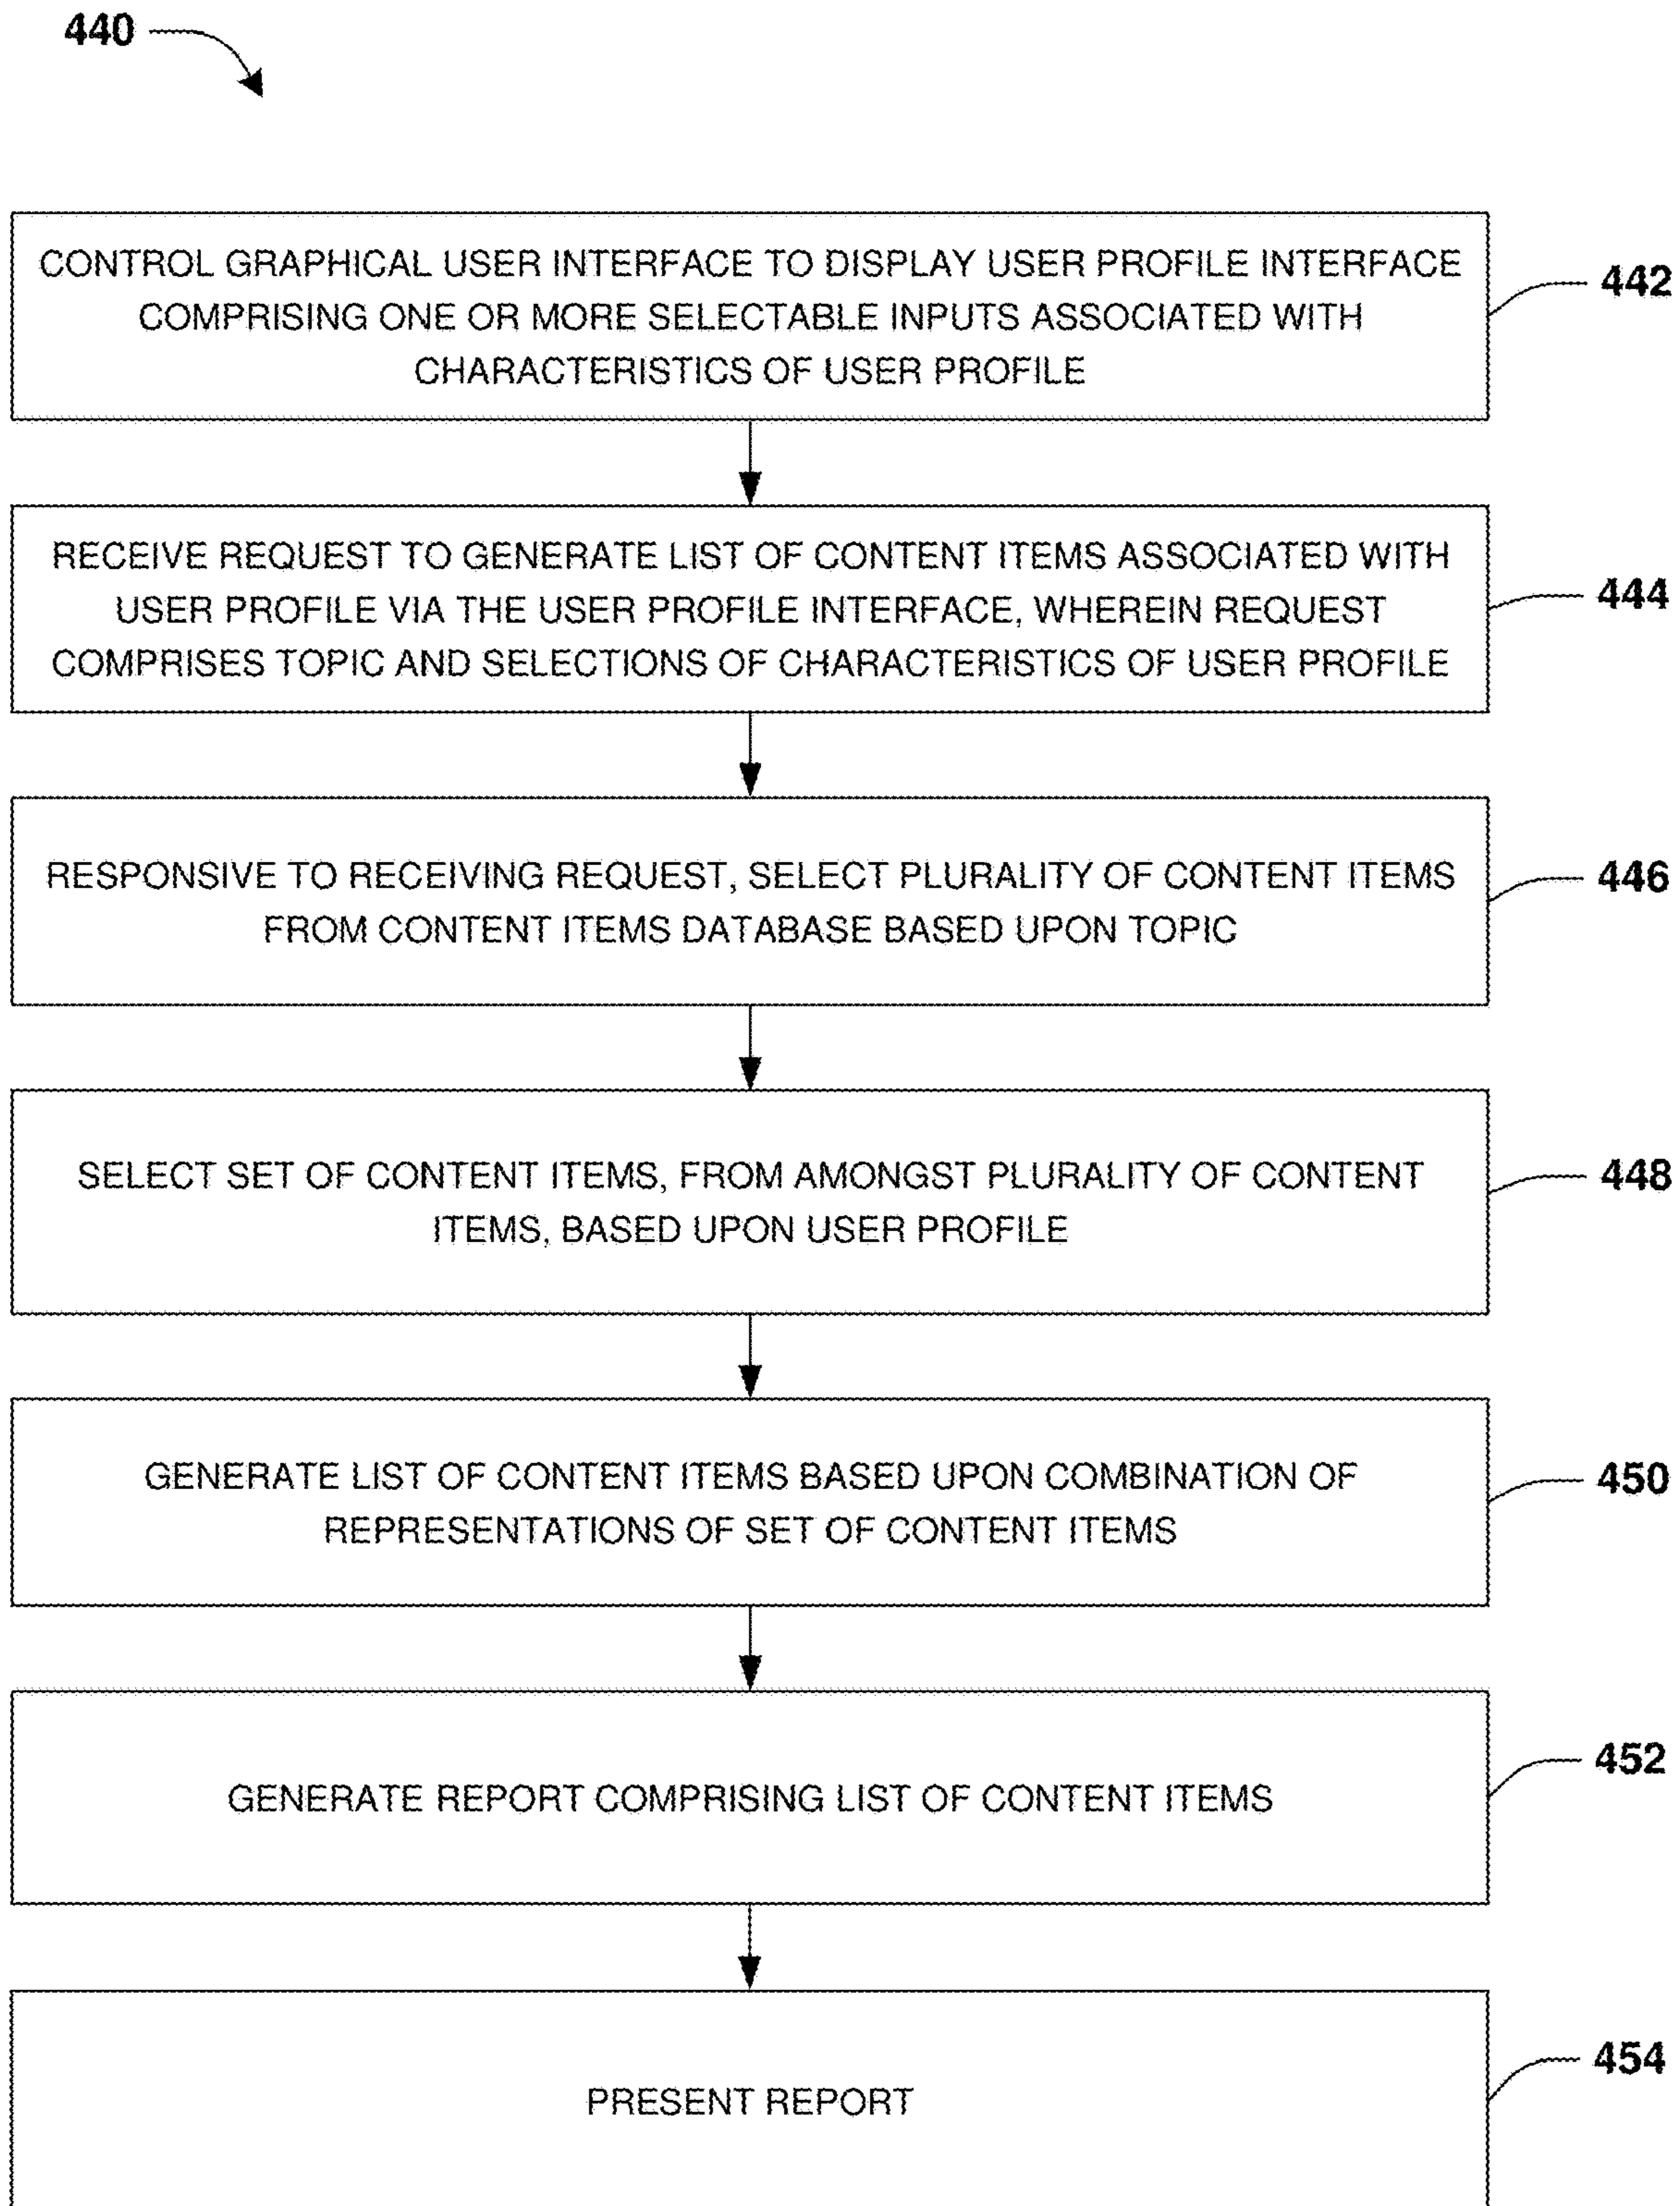 440
CONTROL GRAPHICAL USER INTERFACE TO DISPLAY USER PROFILE INTERFACE
COMPRISING ONE OR MORE SELECTABLE INPUTS ASSOCIATED WITH
CHARACTERISTICS OF USER PROFILE
442
RECEIVE REQUEST TO GENERATE LIST OF CONTENT ITEMS ASSOCIATED WITH
USER PROFILE VIA THE USER PROFILE INTERFACE, WHEREIN REQUEST
COMPRISES TOPIC AND SELECTIONS OF CHARACTERISTICS OF USER PROFILE
444
RESPONSIVE TO RECEIVING REQUEST, SELECT PLURALITY OF CONTENT ITEMS
FROM CONTENT ITEMS DATABASE BASED UPON TOPIC
446
SELECT SET OF CONTENT ITEMS, FROM AMONGST PLURALITY OF CONTENT
ITEMS, BASED UPON USER PROFILE
448
GENERATE LIST OF CONTENT ITEMS BASED UPON COMBINATION OF
REPRESENTATIONS OF SET OF CONTENT ITEMS
450
GENERATE REPORT COMPRISING LIST OF CONTENT ITEMS
452
PRESENT REPORT
454